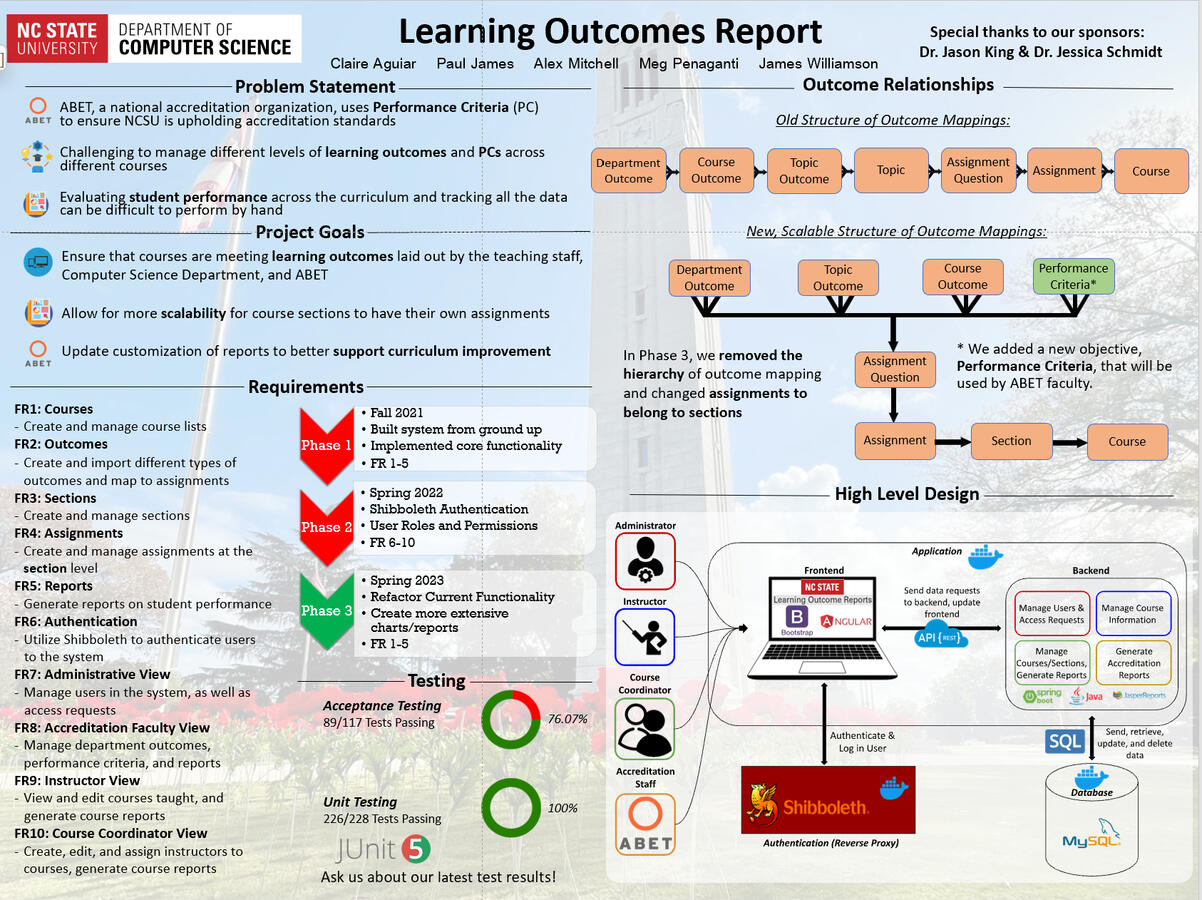 NC STATE
UNIVERSITY
DEPARTMENT OF
COMPUTER SCIENCE
Learning Outcomes Report
Claire Aguiar Paul James Alex Mitchell Meg Penaganti James Williamson
Special thanks to our sponsors:
Dr. Jason King & Dr. Jessica Schmidt
Problem Statement
ABET
ABET, a national accreditation organization, uses Performance Criteria (PC)
to ensure NCSU is upholding accreditation standards
Challenging to manage different levels of learning outcomes and PCs across
different courses
Evaluating student performance across the curriculum and tracking all the data
can be difficult to perform by hand
Project Goals
Ensure that courses are meeting learning outcomes laid out by the teaching staff,
Computer Science Department, and ABET
Allow for more scalability for course sections to have their own assignments
ABET
Update customization of reports to better support curriculum improvement
Requirements
FR1: Courses
- Create and manage course lists
FR2: Outcomes
- Create and import different types of
outcomes and map to assignments
FR3: Sections
- Create and manage sections
FR4: Assignments
- Create and manage assignments at the
section level
FR5: Reports
- Generate reports on student performance
FR6: Authentication
- Utilize Shibboleth to authenticate users
to the system
FR7: Administrative View
- Manage users in the system, as well as
access requests
FR8: Accreditation Faculty View
- Manage department outcomes,
performance criteria, and reports
FR9: Instructor View
- View and edit courses taught, and
generate course reports
FR10: Course Coordinator View
- Create, edit, and assign instructors to
courses, generate course reports
Phase 1
• Fall 2021
• Built system from ground up
• Implemented core functionality
• FR 1-5
Phase 2
• Spring 2022
• Shibboleth Authentication
• User Roles and Permissions
• FR 6-10
Phase 3
• Spring 2023
• Refactor Current Functionality
• Create more extensive
charts/reports
• FR 1-5
Testing
Acceptance Testing
89/117 Tests Passing
76.07%
Unit Testing
226/228 Tests Passing
100%
JUnit 5
Ask us about our latest test results!
Outcome Relationships
Old Structure of Outcome Mappings:
Department
Outcome
Course
Outcome
Topic
Outcome
Topic
Assignment
Question
Assignment
Course
New, Scalable Structure of Outcome Mappings:
Department
Outcome
Topic
Outcome
Course
Outcome
Performance
Criteria*
In Phase 3, we removed the
hierarchy of outcome mapping
and changed assignments to
belong to sections
Assignment
Question
* We added a new objective,
Performance Criteria, that will be
used by ABET faculty.
Assignment
Section
Course
High Level Design
Administrator
Instructor
Course
Coordinator
Accreditation
Staff
ABET
Application
Frontend
NC STATE
Learning Outcome Reports
B
Bootstrap
ANGULAR
Send data requests
to backend, update
frontend
API {REST}
Backend
Manage Users &
Access Requests
Manage Course
Information
Manage
Courses/Sections,
Generate Reports
Generate
Accreditation
Reports
spring
boot
Java
JasperReports
Authenticate &
Log in User
Shibboleth.
Authentication (Reverse Proxy)
SQL
Send, retrieve,
update, and delete
data
Database
MySQL